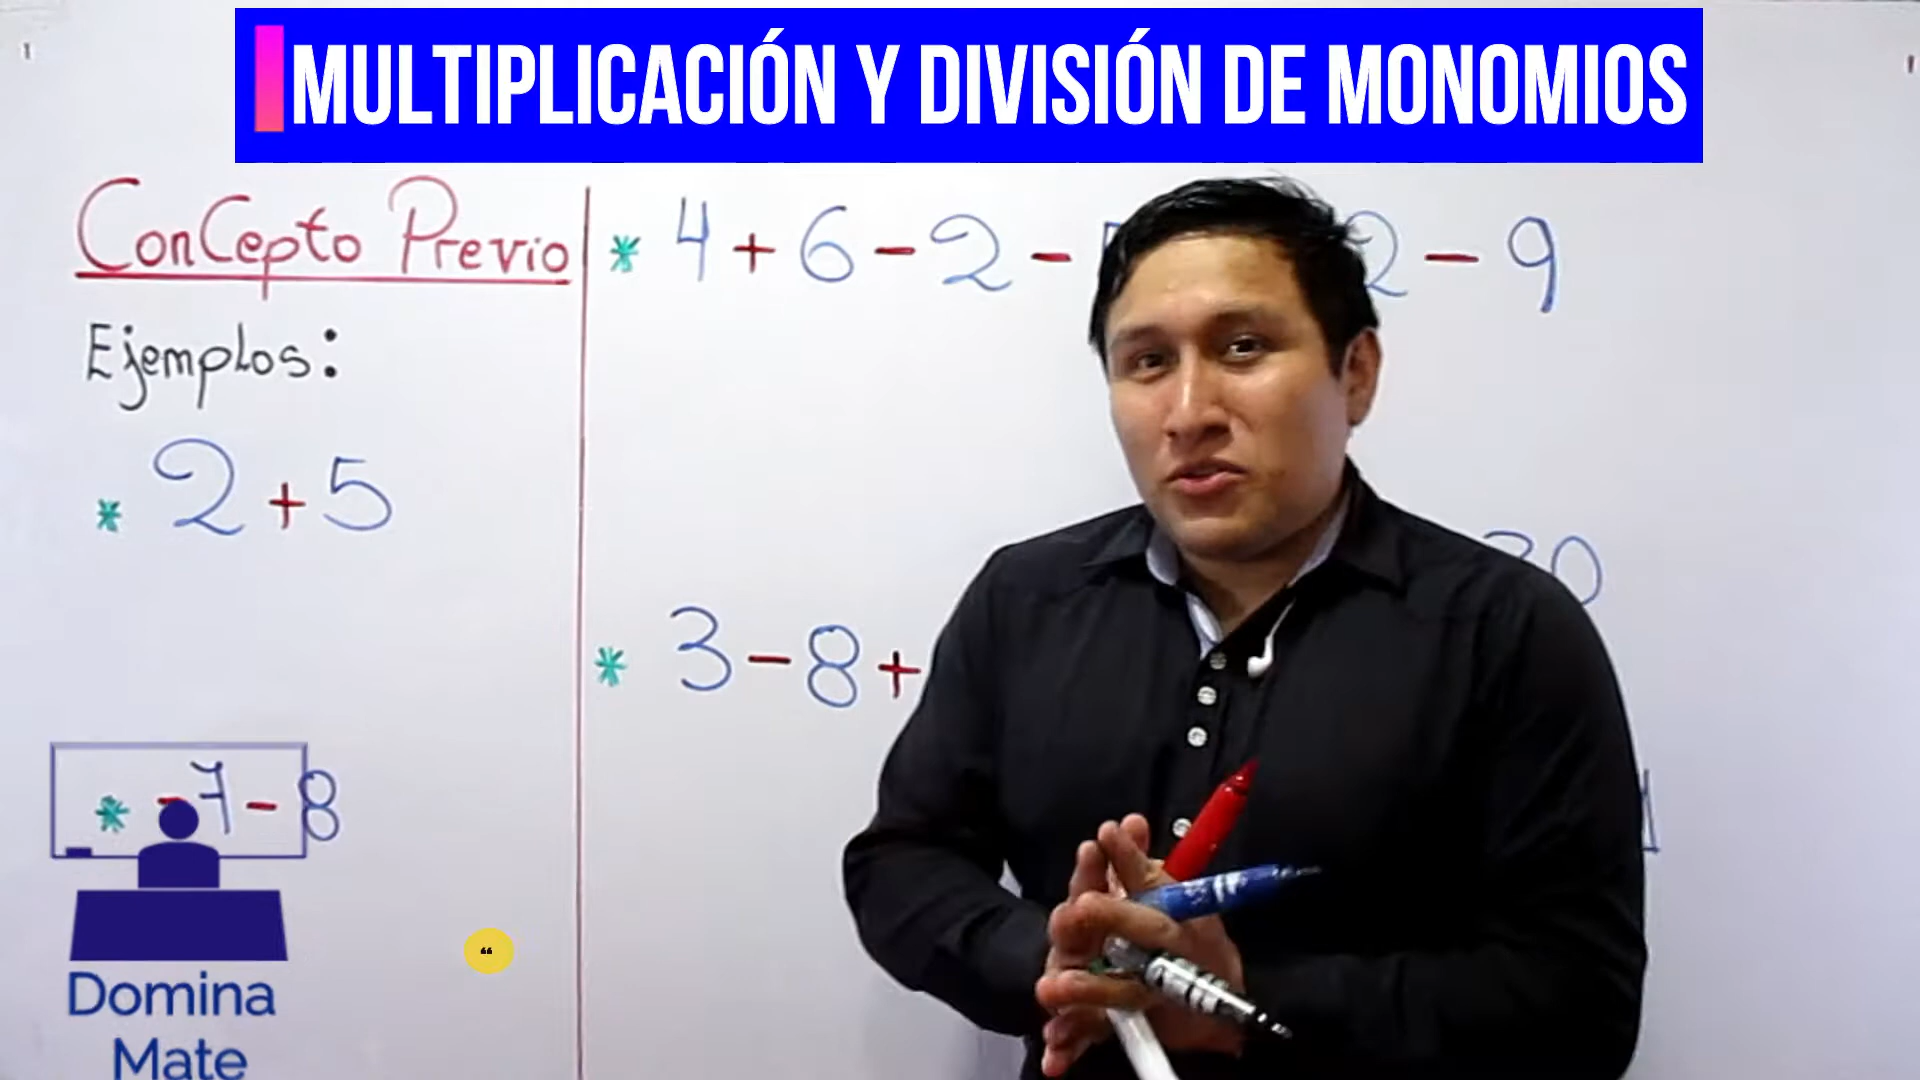 MULTIPLICACIÓN Y DIVISIÓN DE MONOMIOS
ConCepto Previo
Ejemplos:
* 2 + 5
* -7 - 8
* 4 + 6 - 2 - 2 - 9
30
* 3 - 8 +
Domina
Mate